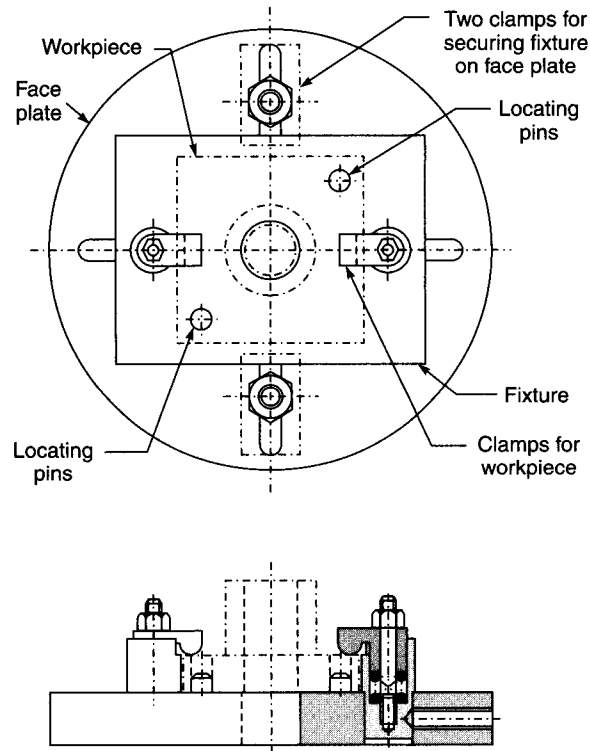 Two clamps for
securing fixture
on face plate
Workpiece
Face
plate
Locating
pins
Fixture
Locating
pins
Clamps for
workpiece